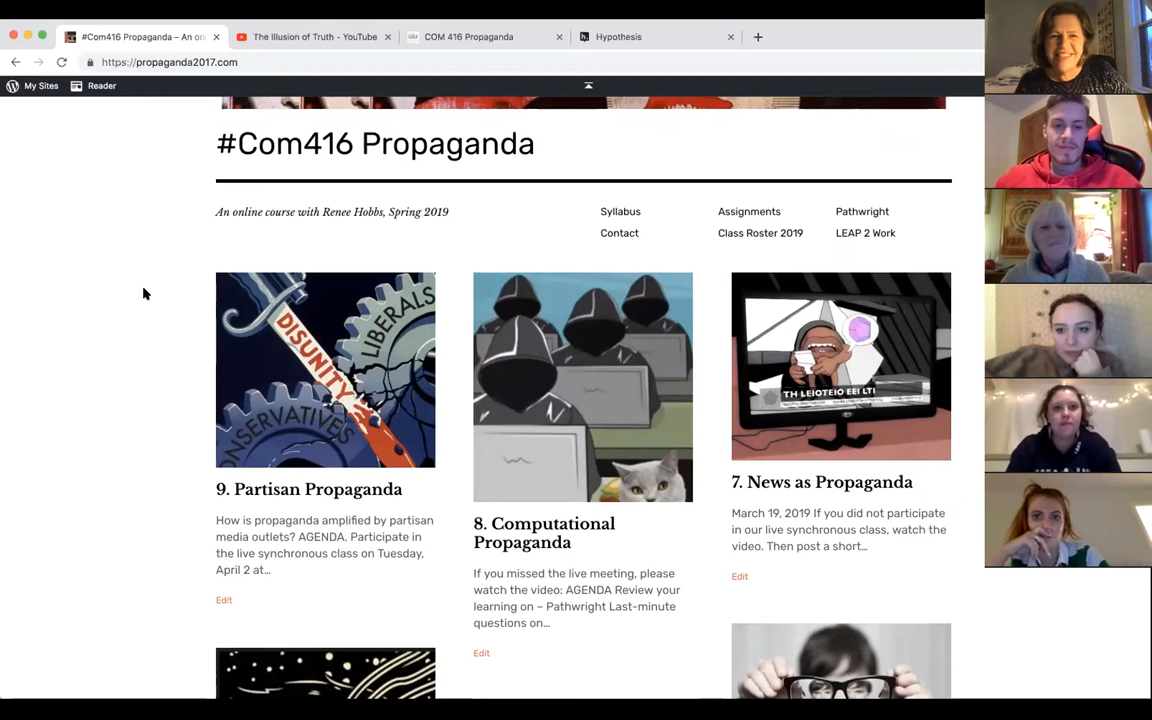 #Com416 Propaganda – An onl
The Illusion of Truth - YouTube
COM 416 Propaganda
Hypothesis
https://propaganda2017.com
My Sites
Reader
#Com416 Propaganda
An online course with Renee Hobbs, Spring 2019
Syllabus
Assignments
Pathwright
Contact
Class Roster 2019
LEAP 2 Work
DISUNITY
LIBERALS
CONSERVATIVES
TH LEIOTEIO EEI LTI
9. Partisan Propaganda
How is propaganda amplified by partisan
media outlets? AGENDA. Participate in
the live synchronous class on Tuesday,
April 2 at…
Edit
8. Computational
Propaganda
If you missed the live meeting, please
watch the video: AGENDA Review your
learning on – Pathwright Last-minute
questions on…
Edit
7. News as Propaganda
March 19, 2019 If you did not participate
in our live synchronous class, watch the
video. Then post a short…
Edit